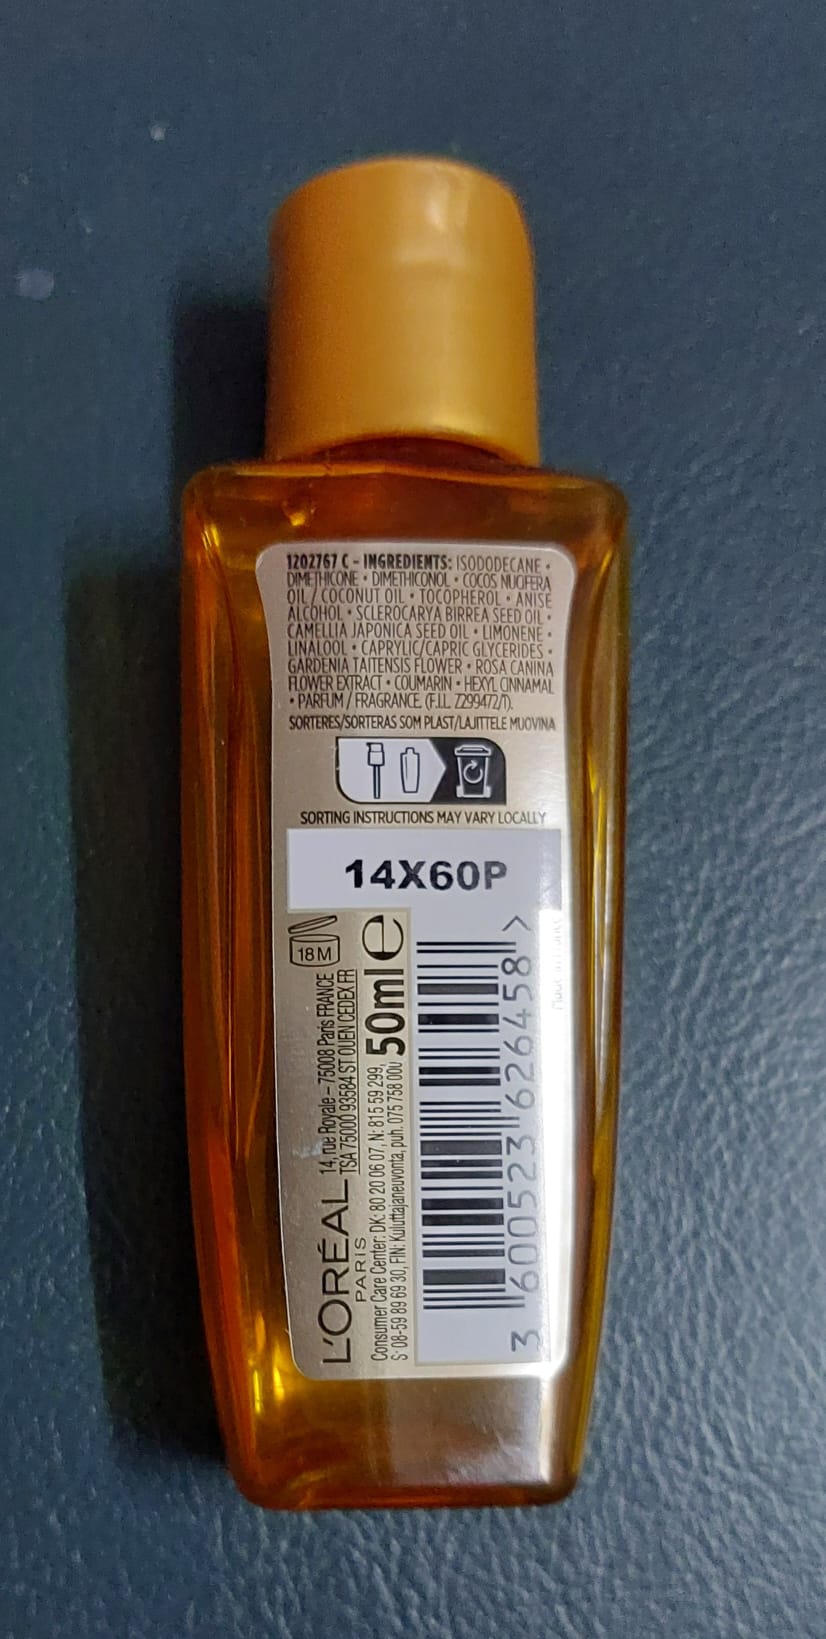 1202767 C - INGREDIENTS: ISODODECANE •
DIMETHICONE • DIMETHICONOL • COCOS NUCIFERA
OIL / COCONUT OIL • TOCOPHEROL • ANISE
ALCOHOL • SCLEROCARYA BIRREA SEED OIL •
CAMELLIA JAPONICA SEED OIL • LIMONENE •
LINALOOL • CAPRYLIC/CAPRIC GLYCERIDES •
GARDENIA TAITENSIS FLOWER • ROSA CANINA
FLOWER EXTRACT • COUMARIN • HEXYL CINNAMAL
• PARFUM / FRAGRANCE. (F.I.L. Z299472/1).
SORTERES/SORTERAS SOM PLAST/LAJITTELE MUOVINA
SORTING INSTRUCTIONS MAY VARY LOCALLY
14X60P
18 M
L'ORÉAL
PARIS
14, rue Royale – 75008 Paris FRANCE
TSA 75000 93584 ST OUEN CEDEX FR
50ml e
Consumer Care Center: DK: 80 20 06 07, N: 815 59 299,
S: 08-59 89 69 30, FIN: Kuluttajaneuvonta, puh. 075 758 00
3 600523 626458 >